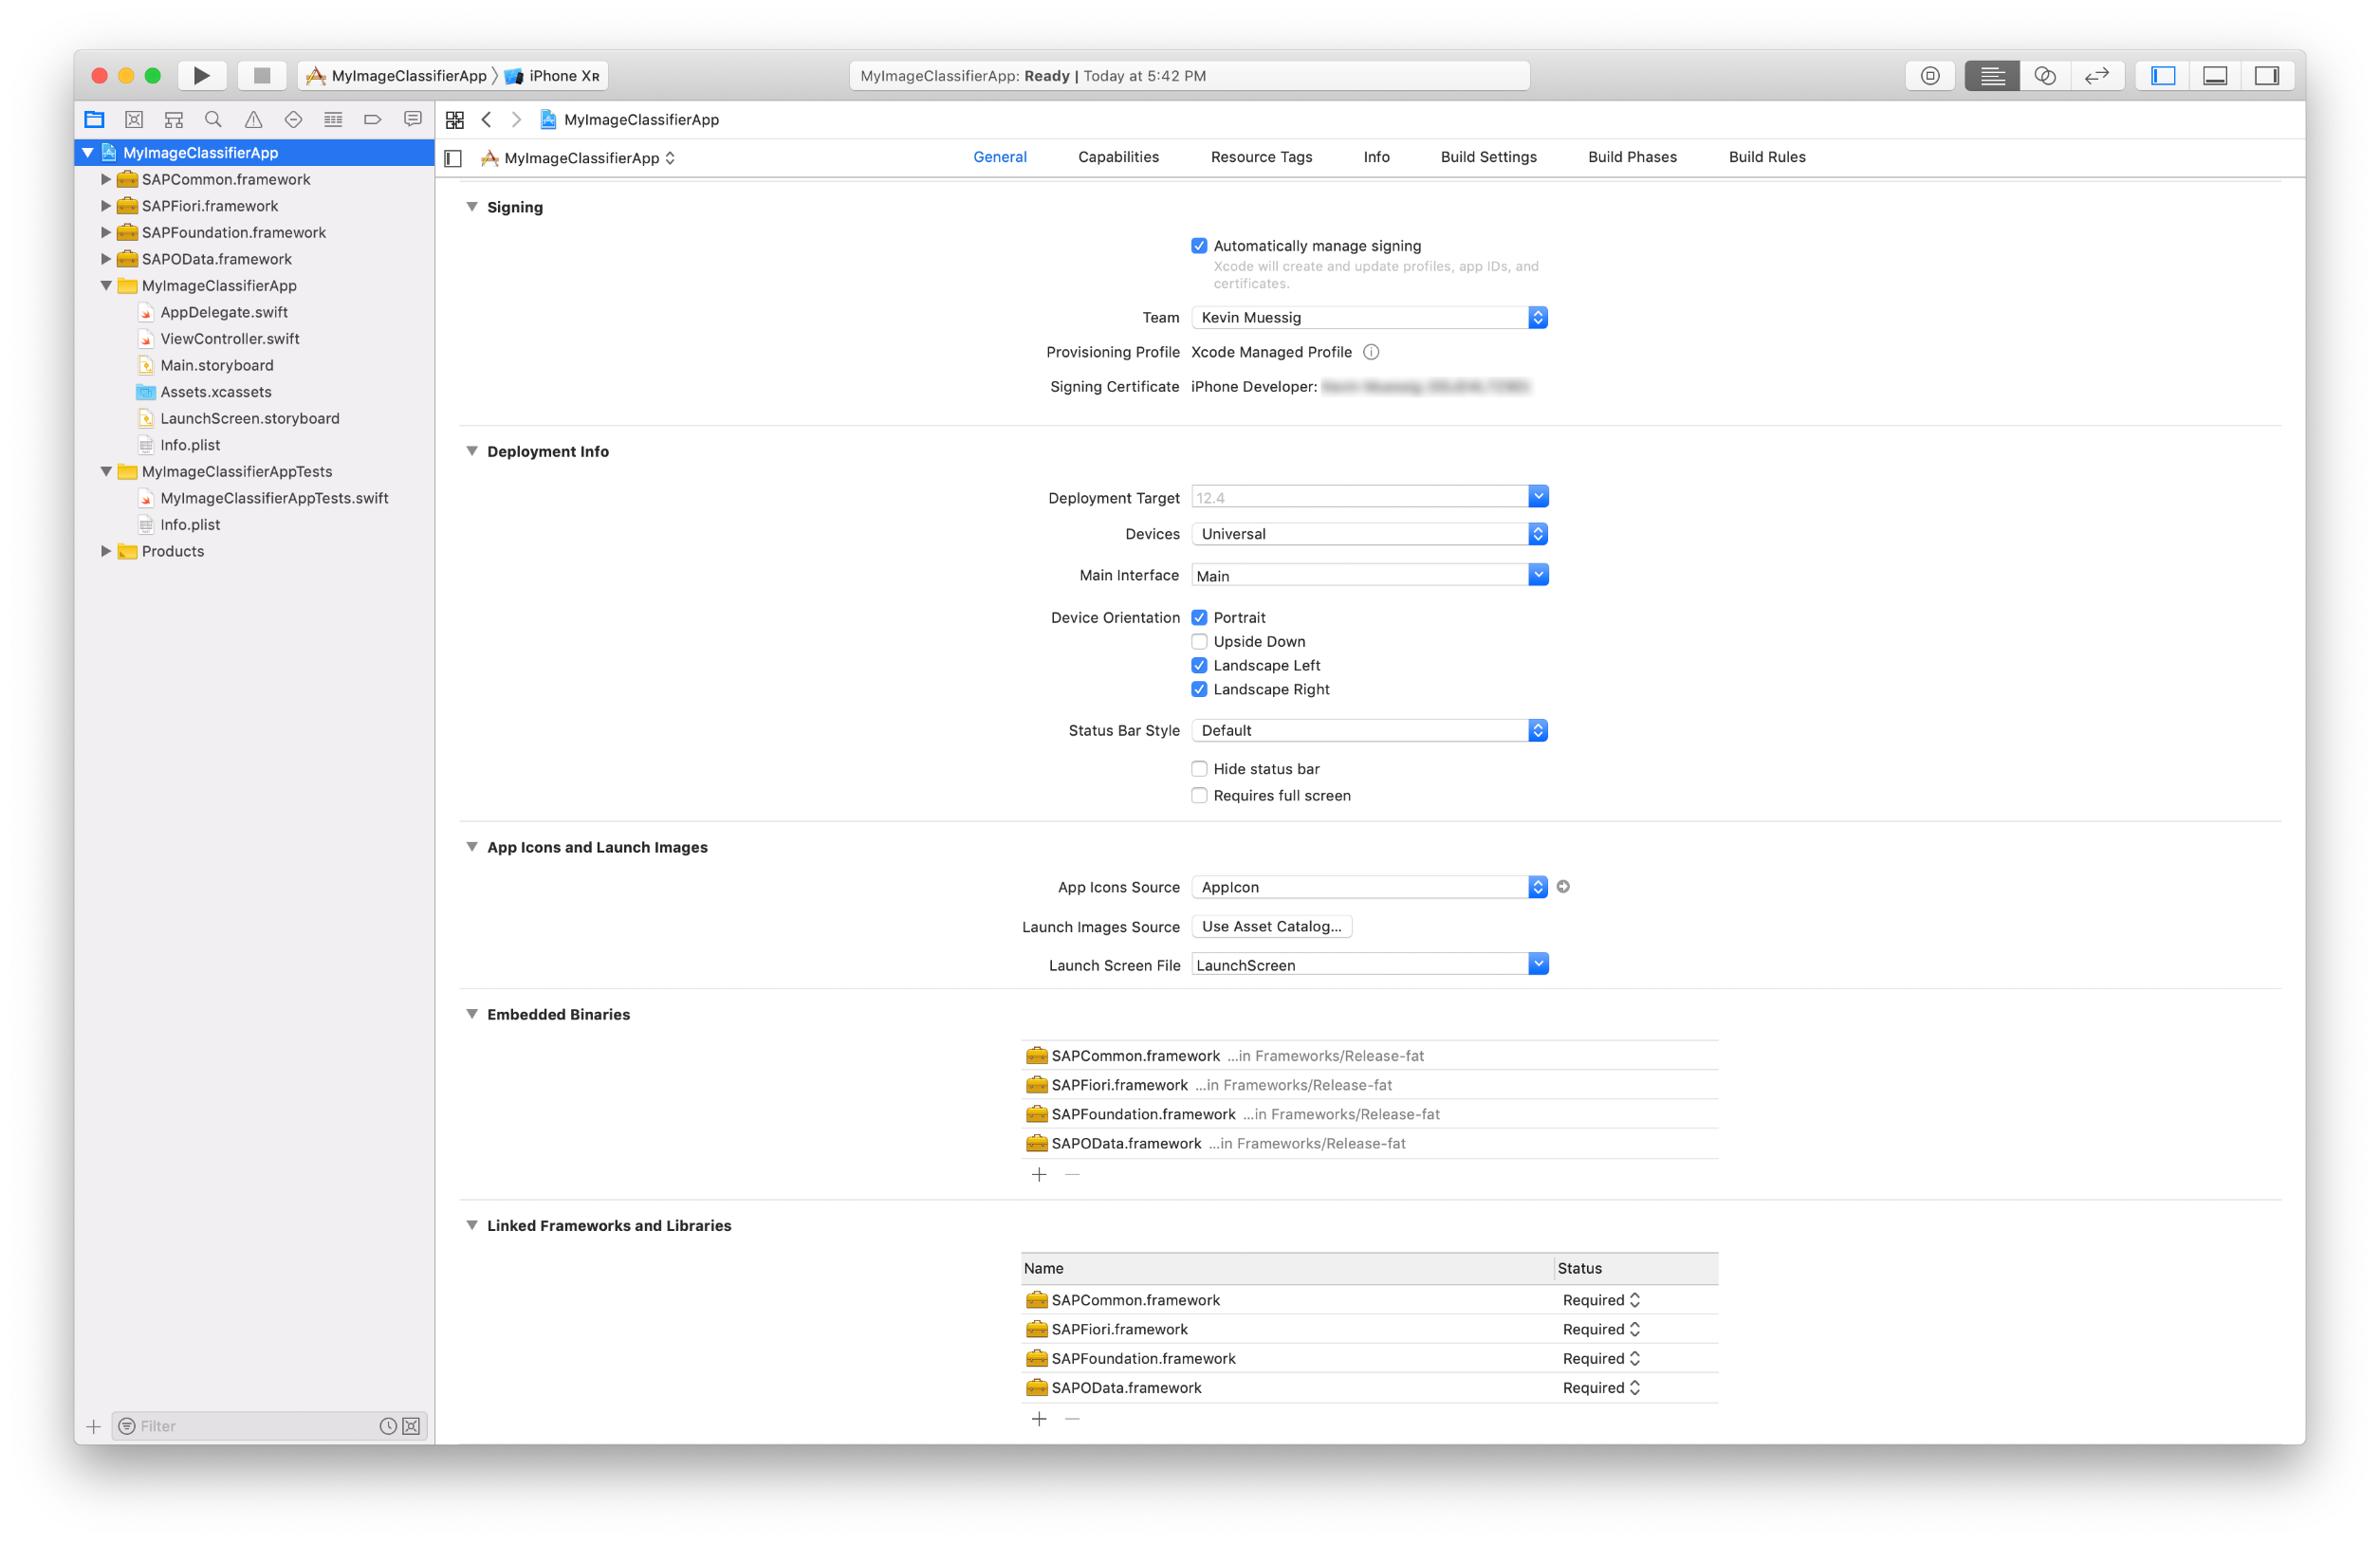 MyImageClassifierApp
iPhone XR
MyImageClassifierApp: Ready | Today at 5:42 PM
MyImageClassifierApp
MyImageClassifierApp
SAPCommon.framework
SAPFiori.framework
SAPFoundation.framework
SAPOData.framework
MyImageClassifierApp
AppDelegate.swift
ViewController.swift
Main.storyboard
Assets.xcassets
LaunchScreen.storyboard
Info.plist
MyImageClassifierAppTests
MyImageClassifierAppTests.swift
Info.plist
Products
Filter
MyImageClassifierApp
General
Capabilities
Resource Tags
Info
Build Settings
Build Phases
Build Rules
Signing
Automatically manage signing
Xcode will create and update profiles, app IDs, and
certificates.
Team
Kevin Muessig
Provisioning Profile
Xcode Managed Profile
Signing Certificate
iPhone Developer:
Deployment Info
Deployment Target
12.4
Devices
Universal
Main Interface
Main
Device Orientation
Portrait
Upside Down
Landscape Left
Landscape Right
Status Bar Style
Default
Hide status bar
Requires full screen
App Icons and Launch Images
App Icons Source
AppIcon
Launch Images Source
Use Asset Catalog...
Launch Screen File
LaunchScreen
Embedded Binaries
SAPCommon.framework ...in Frameworks/Release-fat
SAPFiori.framework ...in Frameworks/Release-fat
SAPFoundation.framework ...in Frameworks/Release-fat
SAPOData.framework ...in Frameworks/Release-fat
Linked Frameworks and Libraries
Name
Status
SAPCommon.framework
Required
SAPFiori.framework
Required
SAPFoundation.framework
Required
SAPOData.framework
Required